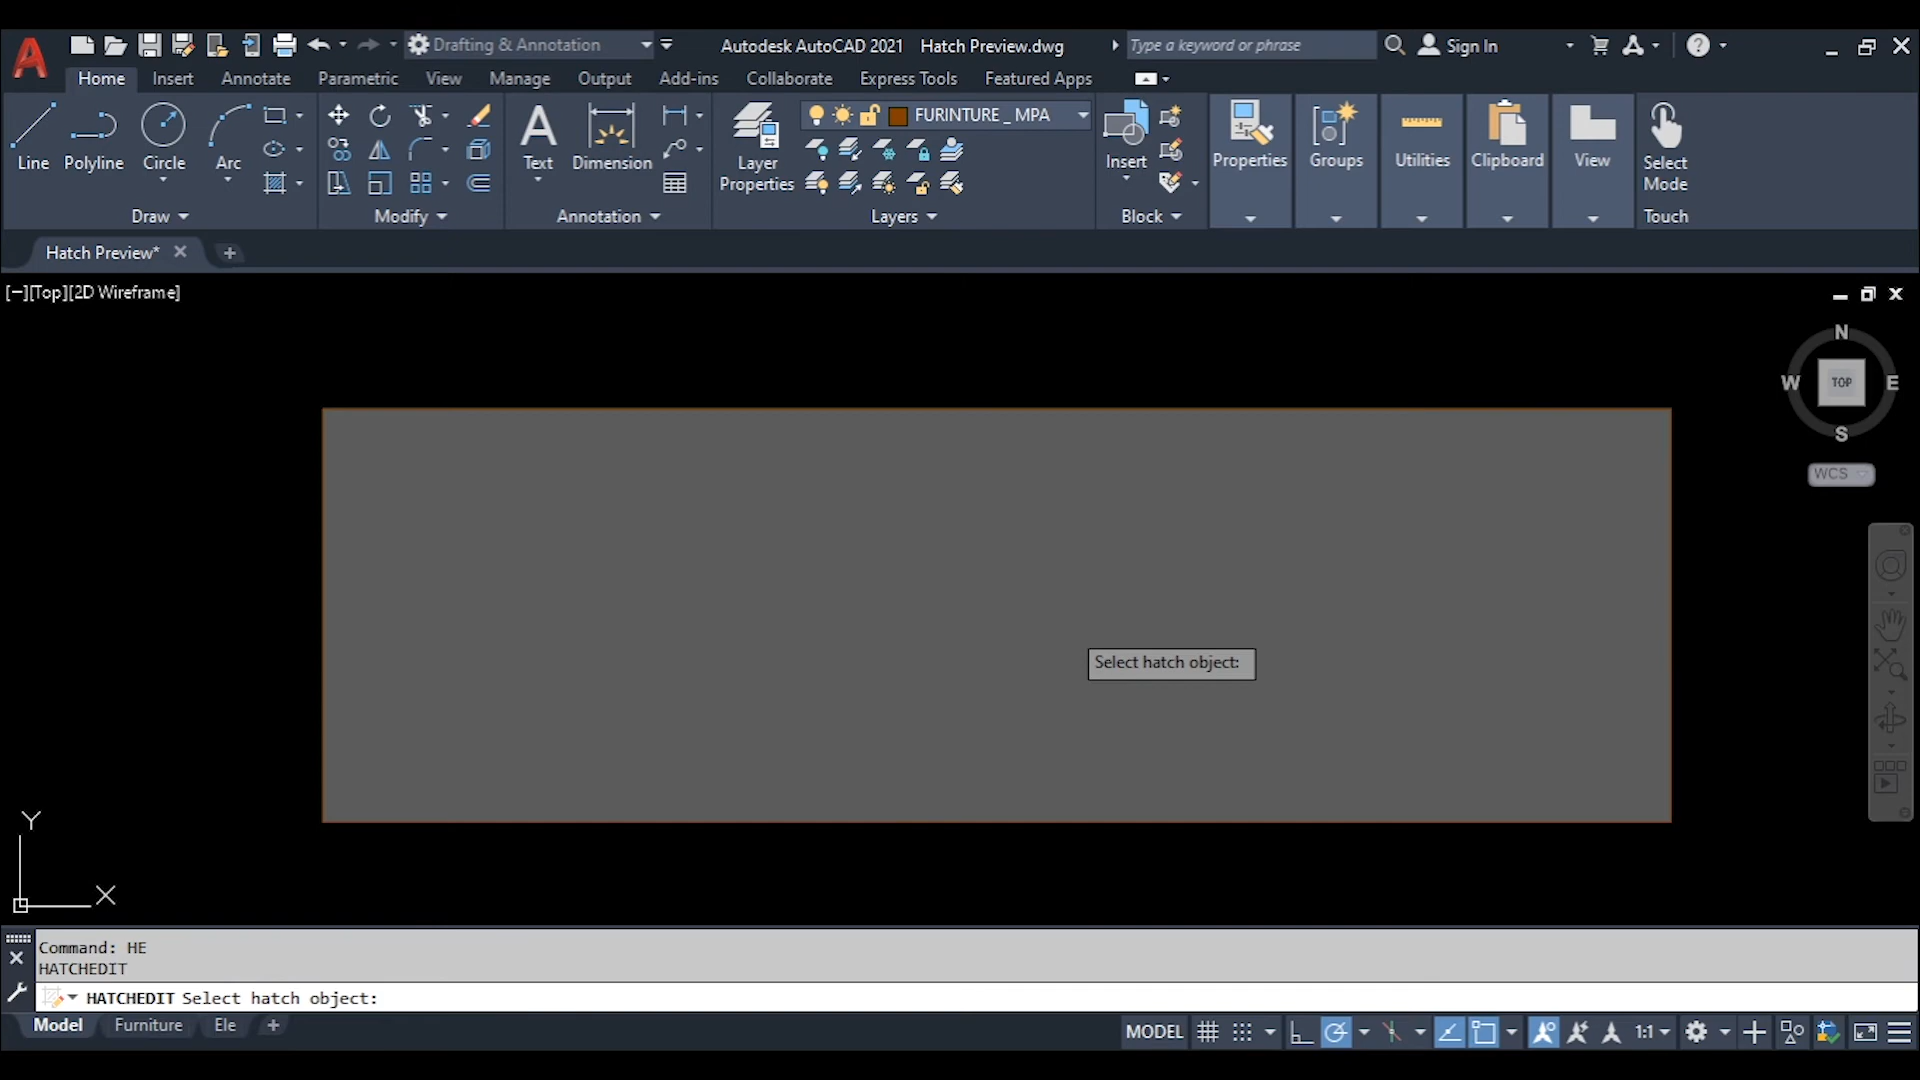 Drafting & Annotation
Autodesk AutoCAD 2021 Hatch Preview.dwg
Type a keyword or phrase
Sign In
Home Insert Annotate Parametric View Manage Output Add-ins Collaborate Express Tools Featured Apps
Line
Polyline
Circle
Arc
Draw
Modify
Text
Dimension
Annotation
Layer
Properties
FURINTURE _ MPA
Layers
Insert
Block
Properties
Groups
Utilities
Clipboard
View
Select
Mode
Touch
Hatch Preview*
[−][Top][2D Wireframe]
N
W
TOP
E
S
WCS
Select hatch object:
Y
X
Command: HE
HATCHEDIT
HATCHEDIT Select hatch object:
Model Furniture Ele
MODEL
1:1